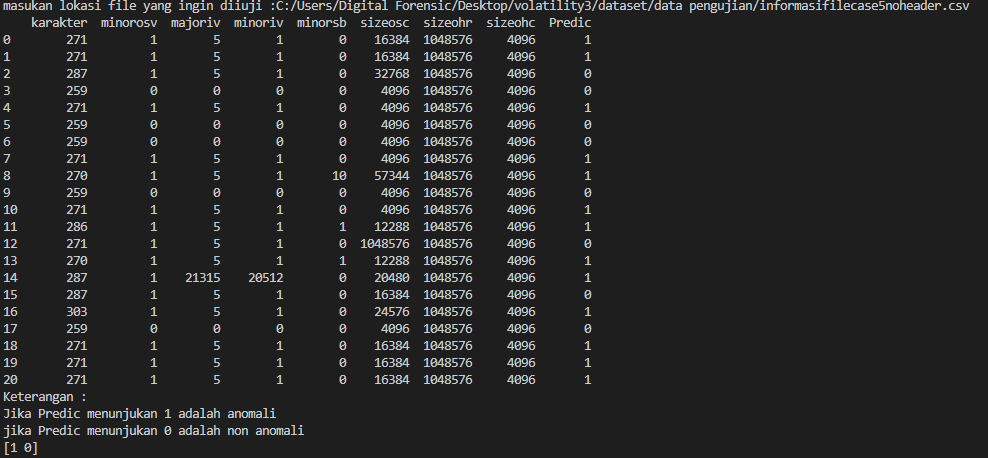 masukan lokasi file yang ingin diiuji :C:/Users/Digital Forensic/Desktop/volatility3/dataset/data pengujian/informasifilecase5noheader.csv
karakter minorosv majoriv minoriv minorsb sizeosc sizeohr sizeohc Predic
0 271 1 5 1 0 16384 1048576 4096 1
1 271 1 5 1 0 16384 1048576 4096 1
2 287 1 5 1 0 32768 1048576 4096 0
3 259 0 0 0 0 4096 1048576 4096 0
4 271 1 5 1 0 4096 1048576 4096 1
5 259 0 0 0 0 4096 1048576 4096 0
6 259 0 0 0 0 4096 1048576 4096 0
7 271 1 5 1 0 4096 1048576 4096 1
8 270 1 5 1 10 57344 1048576 4096 1
9 259 0 0 0 0 4096 1048576 4096 0
10 271 1 5 1 0 4096 1048576 4096 1
11 286 1 5 1 1 12288 1048576 4096 1
12 271 1 5 1 0 1048576 1048576 4096 0
13 270 1 5 1 1 12288 1048576 4096 1
14 287 1 21315 20512 0 20480 1048576 4096 1
15 287 1 5 1 0 16384 1048576 4096 0
16 303 1 5 1 0 24576 1048576 4096 1
17 259 0 0 0 0 4096 1048576 4096 0
18 271 1 5 1 0 16384 1048576 4096 1
19 271 1 5 1 0 16384 1048576 4096 1
20 271 1 5 1 0 16384 1048576 4096 1
Keterangan :
Jika Predic menunjukan 1 adalah anomali
jika Predic menunjukan 0 adalah non anomali
[1 0]